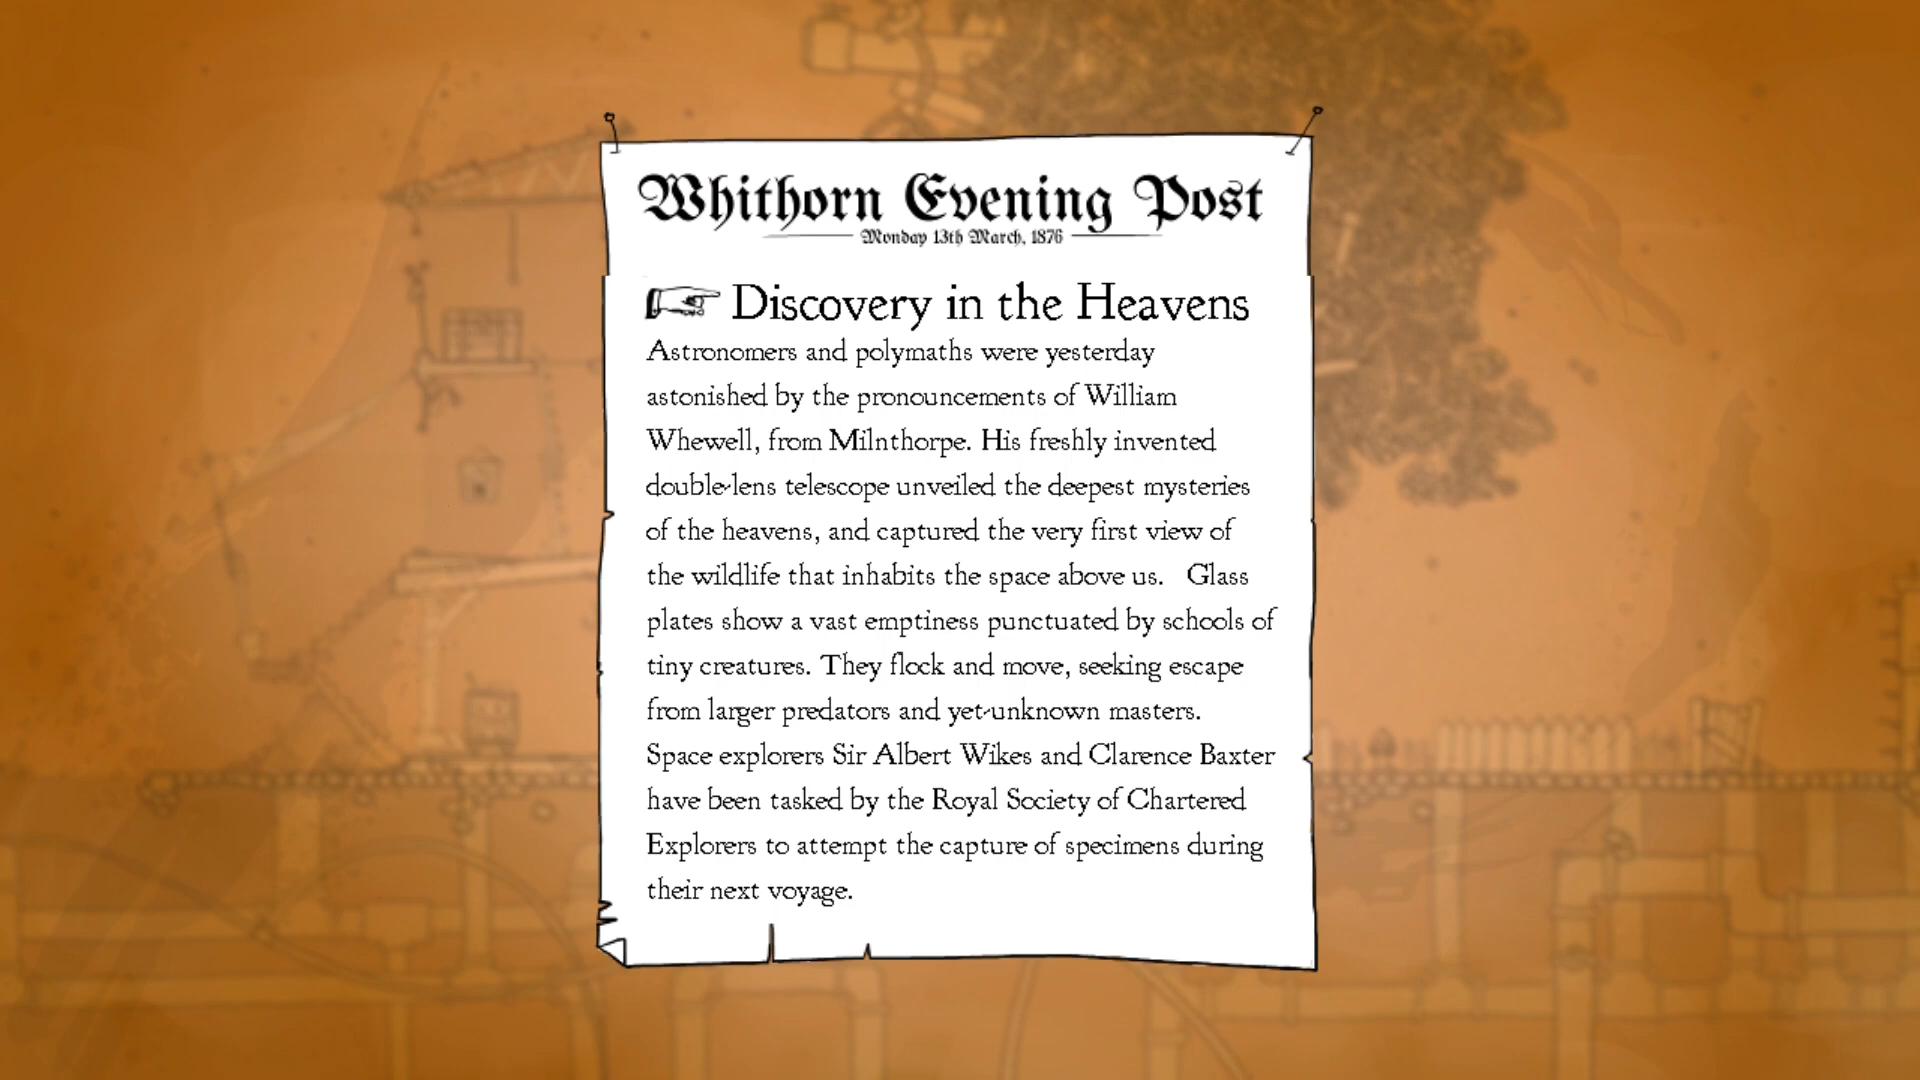 Whithorn Evening Post
Monday 13th March, 1876
Discovery in the Heavens
Astronomers and polymaths were yesterday
astonished by the pronouncements of William
Whewell, from Milnthorpe. His freshly invented
double-lens telescope unveiled the deepest mysteries
of the heavens, and captured the very first view of
the wildlife that inhabits the space above us.   Glass
plates show a vast emptiness punctuated by schools of
tiny creatures. They flock and move, seeking escape
from larger predators and yet-unknown masters.
Space explorers Sir Albert Wikes and Clarence Baxter
have been tasked by the Royal Society of Chartered
Explorers to attempt the capture of specimens during
their next voyage.